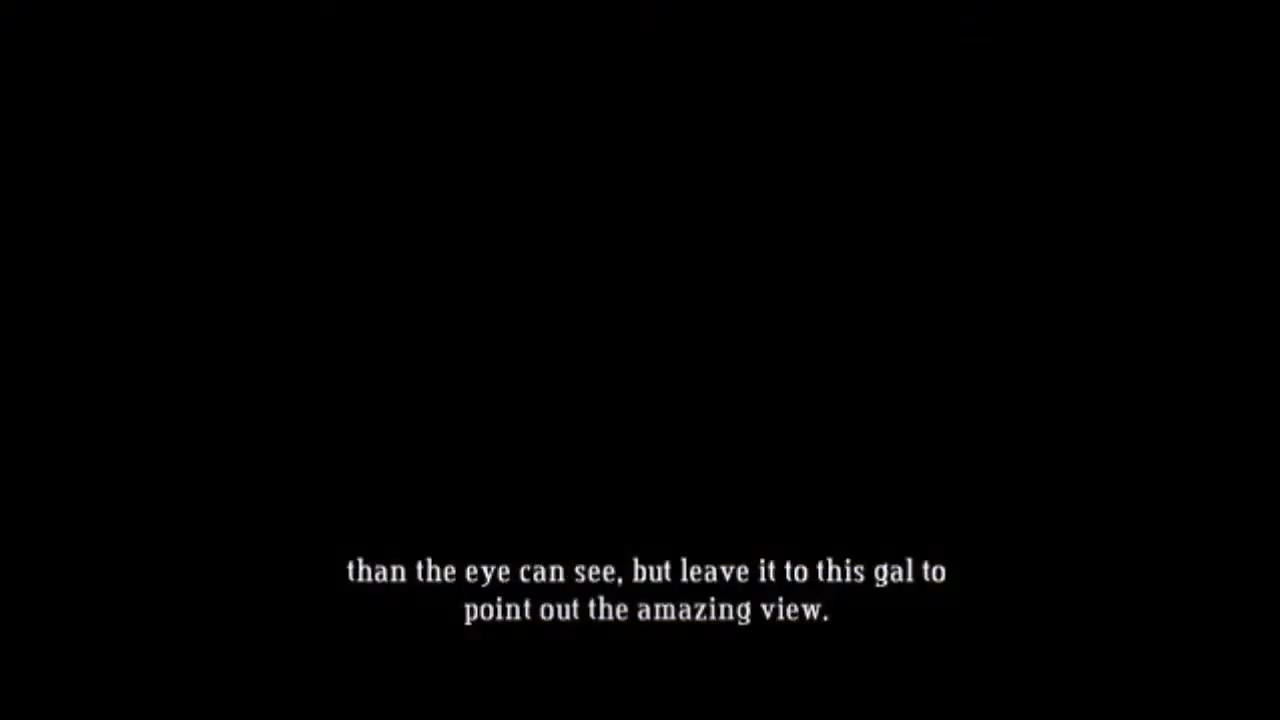 than the eye can see, but leave it to this gal to
point out the amazing view.